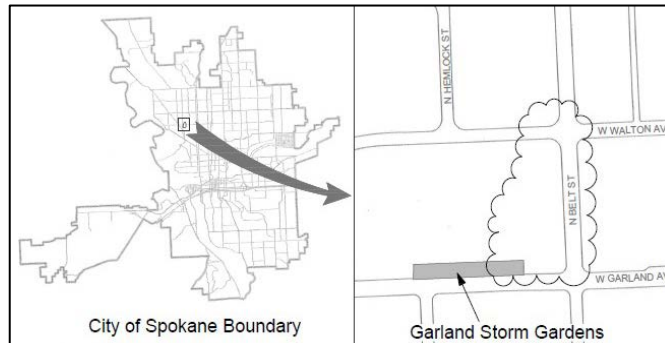 N HEMLOCK ST
W WALTON AV
N BELT ST
W GARLAND AV
City of Spokane Boundary
Garland Storm Gardens